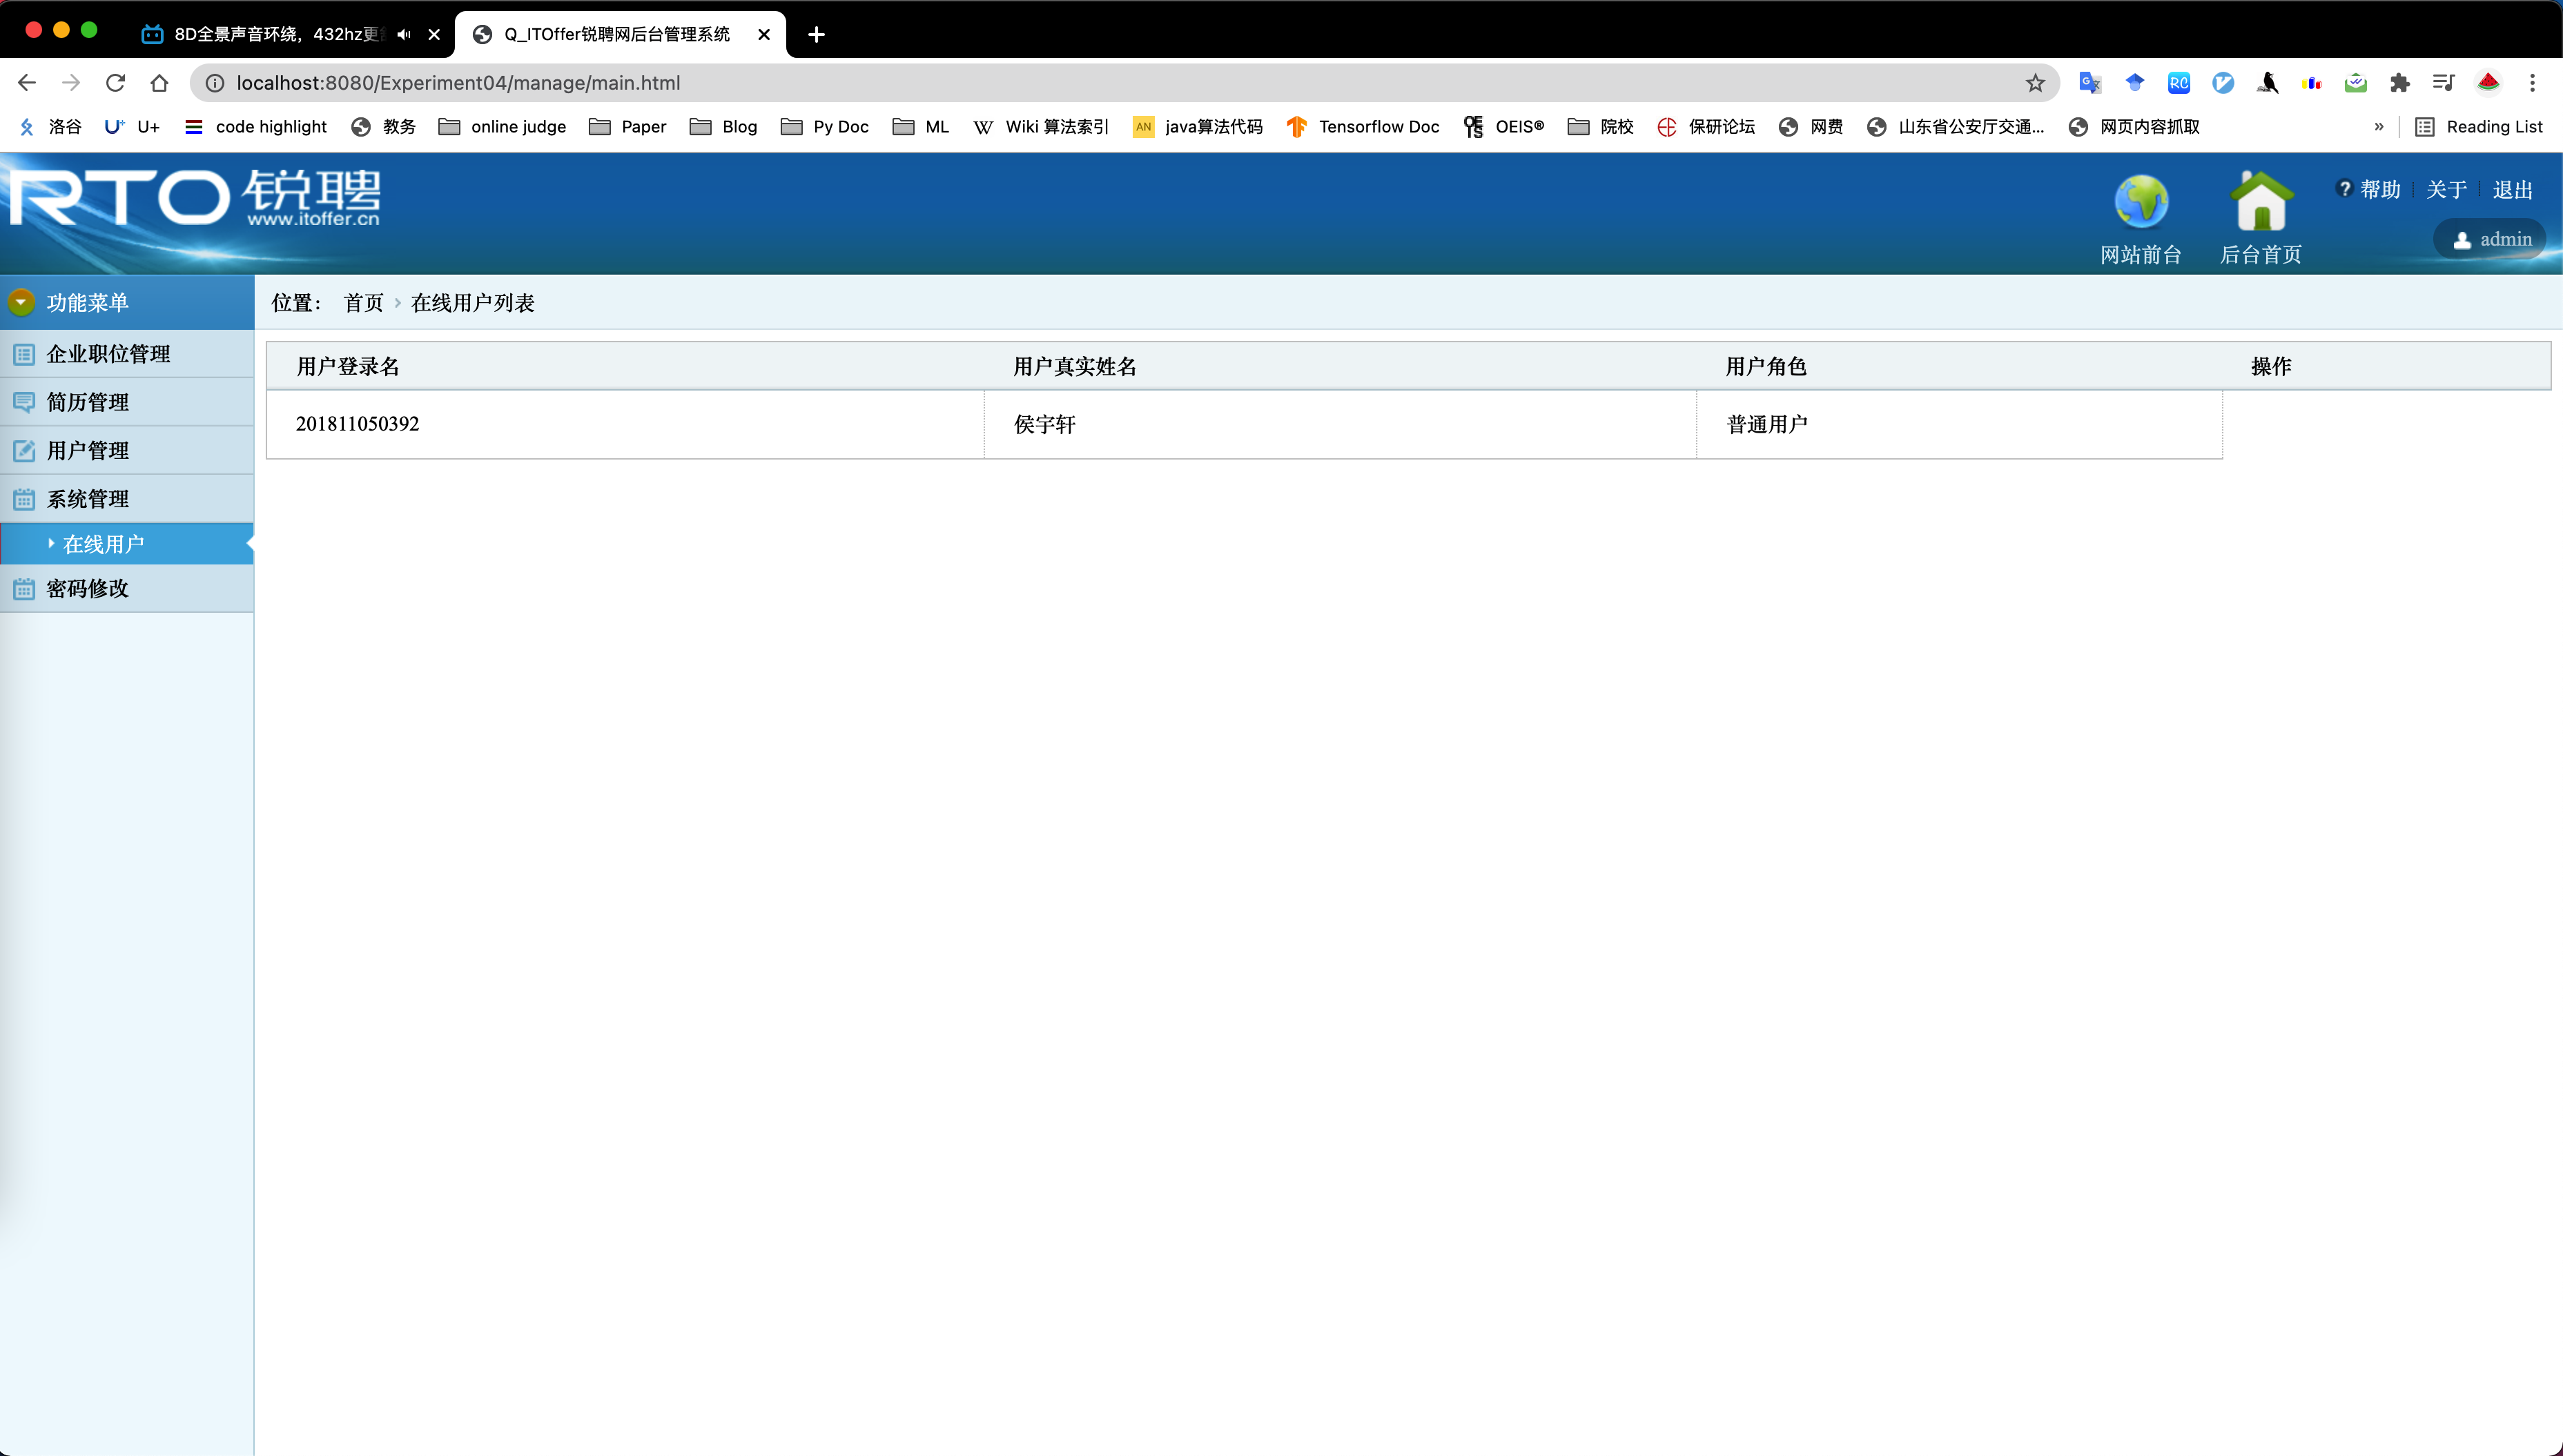 8D全景声音环绕，432hz更
Q_ITOffer锐聘网后台管理系统
localhost:8080/Experiment04/manage/main.html
洛谷 U+ code highlight 教务 online judge Paper Blog Py Doc ML Wiki 算法索引 java算法代码 Tensorflow Doc OEIS® 院校 保研论坛 网费 山东省公安厅交通... 网页内容抓取 » Reading List
RTO 锐聘
www.itoffer.cn
网站前台
后台首页
帮助 关于 退出
admin
功能菜单
位置： 首页 › 在线用户列表
企业职位管理
简历管理
用户管理
系统管理
在线用户
密码修改
用户登录名 用户真实姓名 用户角色 操作
201811050392 侯宇轩 普通用户